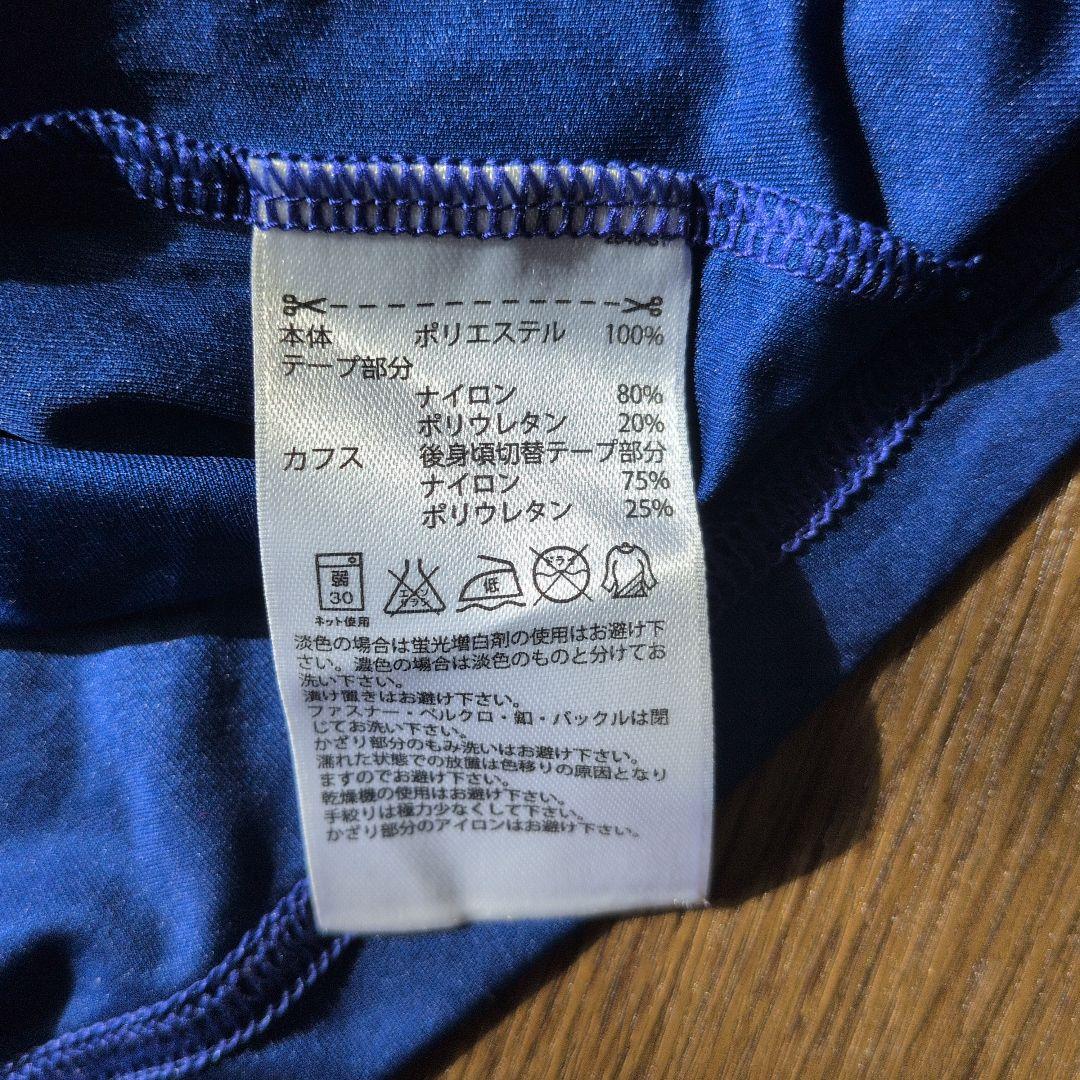 本体 ポリエステル 100%
テープ部分
ナイロン 80%
ポリウレタン 20%
カフス 後身頃切替テープ部分
ナイロン 75%
ポリウレタン 25%
弱
30
ネット使用
エンソ
サラシ
低
ドライ
淡色の場合は蛍光増白剤の使用はお避け下
さい。濃色の場合は淡色のものと分けてお
洗い下さい。
漬け置きはお避け下さい。
ファスナー・ベルクロ・釦・バックルは閉
じてお洗い下さい。
かざり部分のもみ洗いはお避け下さい。
濡れた状態での放置は色移りの原因となり
ますのでお避け下さい。
乾燥機の使用はお避け下さい。
手絞りは極力少なくして下さい。
かざり部分のアイロンはお避け下さい。